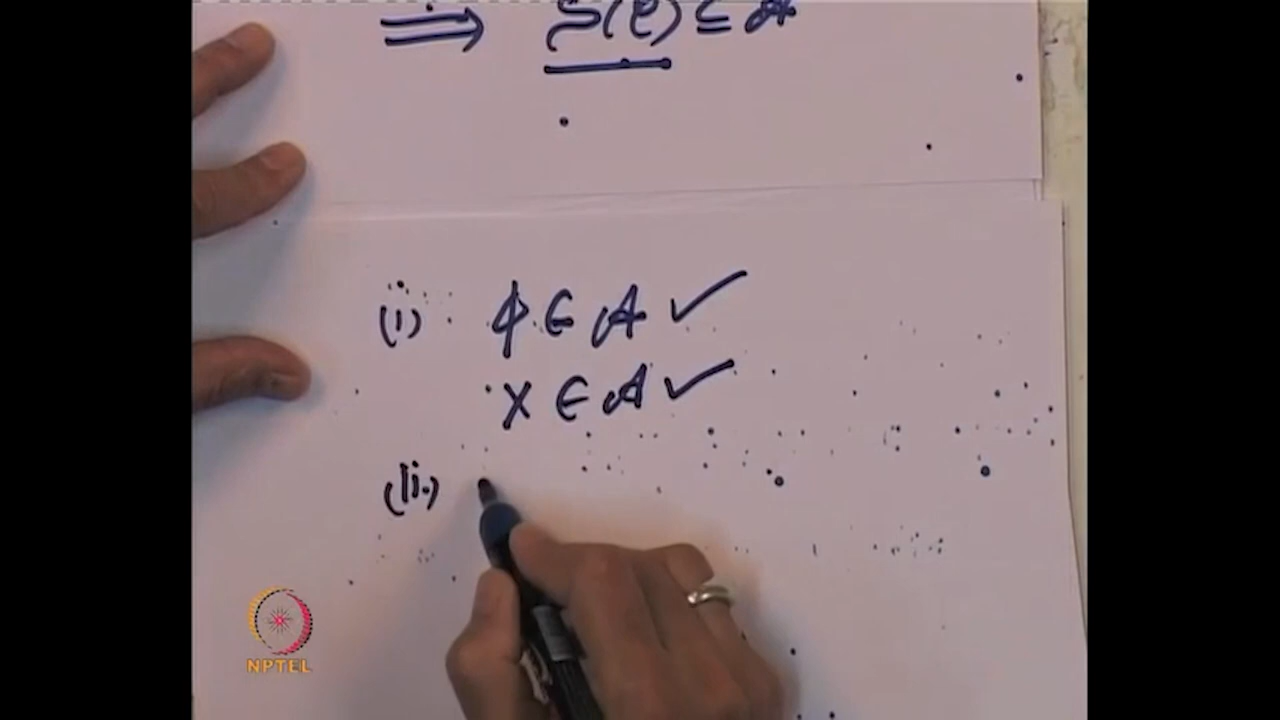 ⟹ S(C) ⊆ A
(i) ϕ ∈ A ✓
X ∈ A ✓
(ii)
NPTEL